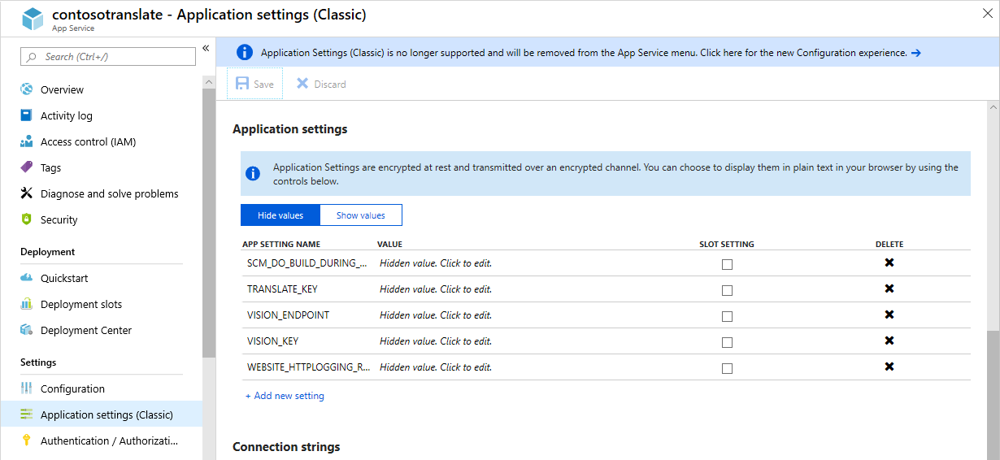 contosotranslate - Application settings (Classic)
App Service
Search (Ctrl+/)
«
Overview
Activity log
Access control (IAM)
Tags
Diagnose and solve problems
Security
Deployment
Quickstart
Deployment slots
Deployment Center
Settings
Configuration
Application settings (Classic)
Authentication / Authorizati...
Application Settings (Classic) is no longer supported and will be removed from the App Service menu. Click here for the new Configuration experience. →
Save Discard
Application settings
Application Settings are encrypted at rest and transmitted over an encrypted channel. You can choose to display them in plain text in your browser by using the
controls below.
Hide values Show values
APP SETTING NAME VALUE SLOT SETTING DELETE
SCM_DO_BUILD_DURING_... Hidden value. Click to edit.
TRANSLATE_KEY Hidden value. Click to edit.
VISION_ENDPOINT Hidden value. Click to edit.
VISION_KEY Hidden value. Click to edit.
WEBSITE_HTTPLOGGING_R... Hidden value. Click to edit.
+ Add new setting
Connection strings